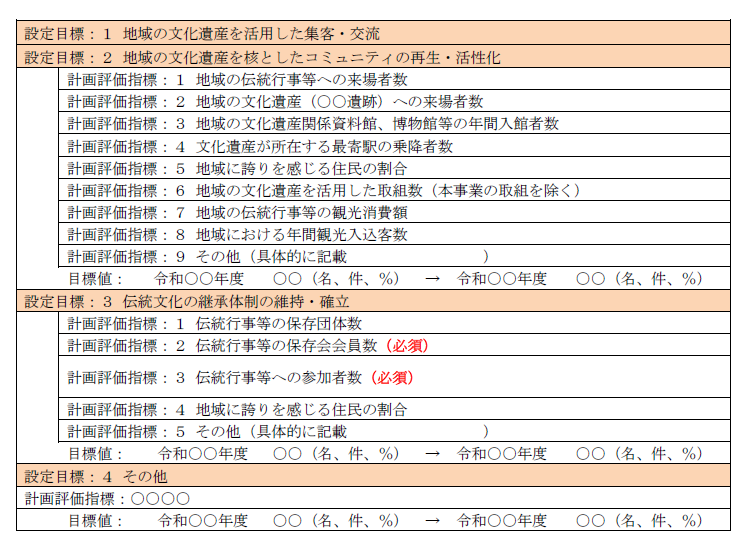 設定目標：１ 地域の文化遺産を活用した集客・交流
設定目標：２ 地域の文化遺産を核としたコミュニティの再生・活性化
計画評価指標：１ 地域の伝統行事等への来場者数
計画評価指標：２ 地域の文化遺産（○○遺跡）への来場者数
計画評価指標：３ 地域の文化遺産関係資料館、博物館等の年間入館者数
計画評価指標：４ 文化遺産が所在する最寄駅の乗降者数
計画評価指標：５ 地域に誇りを感じる住民の割合
計画評価指標：６ 地域の文化遺産を活用した取組数（本事業の取組を除く）
計画評価指標：７ 地域の伝統行事等の観光消費額
計画評価指標：８ 地域における年間観光入込客数
計画評価指標：９ その他（具体的に記載　　　　　　　　　）
目標値：　　令和○○年度　　○○（名、件、％）　→　令和○○年度　　○○（名、件、％）
設定目標：３ 伝統文化の継承体制の維持・確立
計画評価指標：１ 伝統行事等の保存団体数
計画評価指標：２ 伝統行事等の保存会会員数（必須）
計画評価指標：３ 伝統行事等への参加者数（必須）
計画評価指標：４ 地域に誇りを感じる住民の割合
計画評価指標：５ その他（具体的に記載　　　　　　　　　）
目標値：　　令和○○年度　　○○（名、件、％）　→　令和○○年度　　○○（名、件、％）
設定目標：４ その他
計画評価指標：○○○○
目標値：　　令和○○年度　　○○（名、件、％）　→　令和○○年度　　○○（名、件、％）